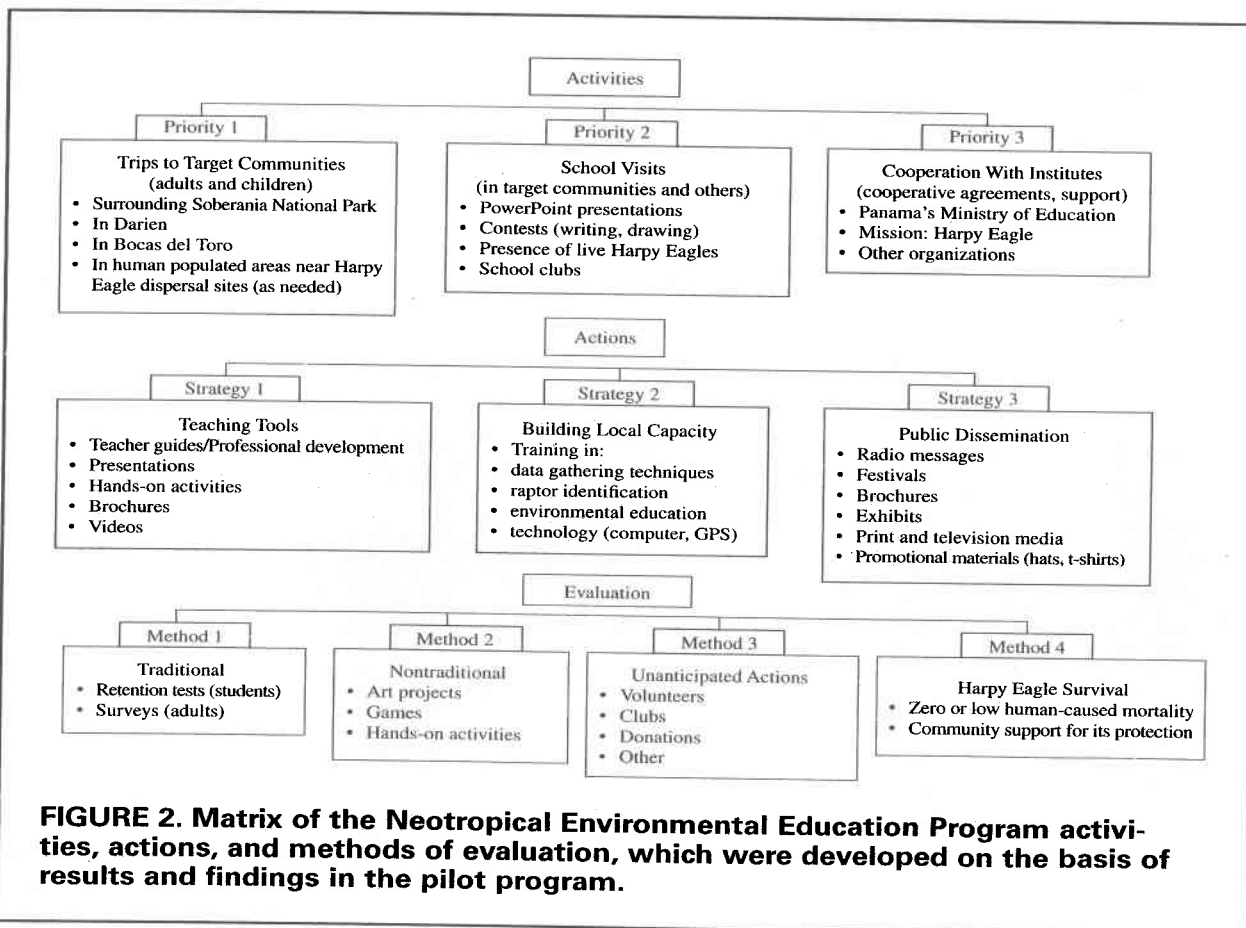 Activities
Priority 1
Trips to Target Communities
(adults and children)
• Surrounding Soberania National Park
• In Darien
• In Bocas del Toro
• In human populated areas near Harpy
Eagle dispersal sites (as needed)
Priority 2
School Visits
(in target communities and others)
• PowerPoint presentations
• Contests (writing, drawing)
• Presence of live Harpy Eagles
• School clubs
Priority 3
Cooperation With Institutes
(cooperative agreements, support)
• Panama's Ministry of Education
• Mission: Harpy Eagle
• Other organizations
Actions
Strategy 1
Teaching Tools
• Teacher guides/Professional development
• Presentations
• Hands-on activities
• Brochures
• Videos
Strategy 2
Building Local Capacity
• Training in:
• data gathering techniques
• raptor identification
• environmental education
• technology (computer, GPS)
Strategy 3
Public Dissemination
• Radio messages
• Festivals
• Brochures
• Exhibits
• Print and television media
• Promotional materials (hats, t-shirts)
Evaluation
Method 1
Traditional
• Retention tests (students)
• Surveys (adults)
Method 2
Nontraditional
• Art projects
• Games
• Hands-on activities
Method 3
Unanticipated Actions
• Volunteers
• Clubs
• Donations
• Other
Method 4
Harpy Eagle Survival
• Zero or low human-caused mortality
• Community support for its protection
FIGURE 2. Matrix of the Neotropical Environmental Education Program activi-
ties, actions, and methods of evaluation, which were developed on the basis of
results and findings in the pilot program.